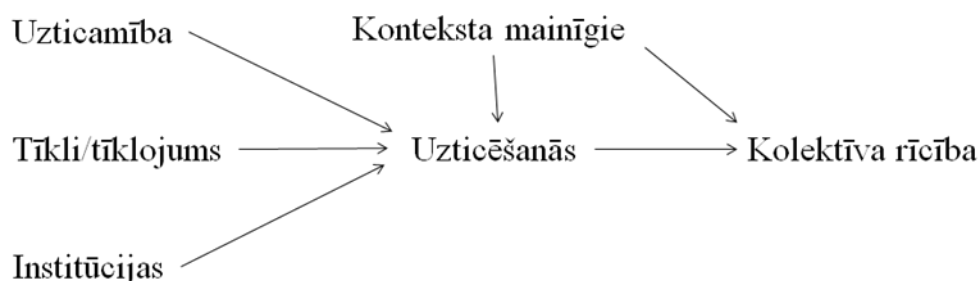 Uzticamība
Konteksta mainīgie
Tīkli/tīklojums
Uzticēšanās
Kolektīva rīcība
Institūcijas